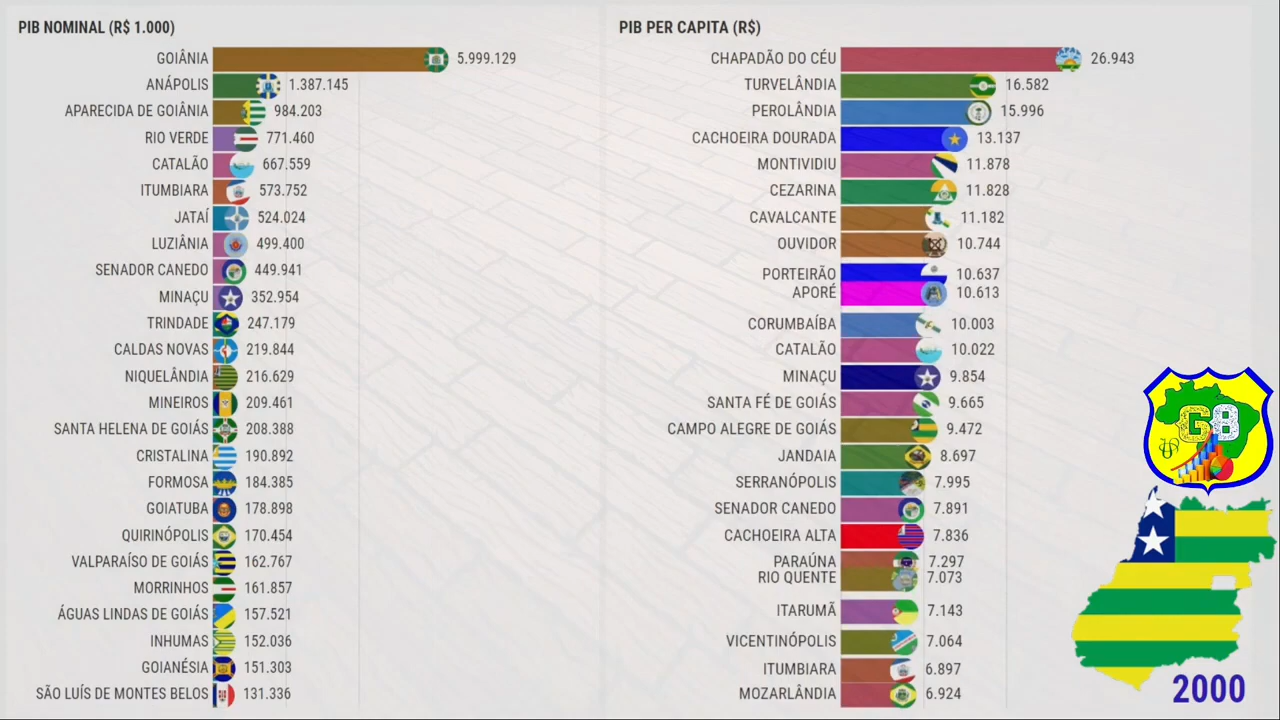 PIB NOMINAL (R$ 1.000)
GOIÂNIA 5.999.129
ANÁPOLIS 1.387.145
APARECIDA DE GOIÂNIA 984.203
RIO VERDE 771.460
CATALÃO 667.559
ITUMBIARA 573.752
JATAÍ 524.024
LUZIÂNIA 499.400
SENADOR CANEDO 449.941
MINAÇU 352.954
TRINDADE 247.179
CALDAS NOVAS 219.844
NIQUELÂNDIA 216.629
MINEIROS 209.461
SANTA HELENA DE GOIÁS 208.388
CRISTALINA 190.892
FORMOSA 184.385
GOIATUBA 178.898
QUIRINÓPOLIS 170.454
VALPARAÍSO DE GOIÁS 162.767
MORRINHOS 161.857
ÁGUAS LINDAS DE GOIÁS 157.521
INHUMAS 152.036
GOIANÉSIA 151.303
SÃO LUÍS DE MONTES BELOS 131.336
PIB PER CAPITA (R$)
CHAPADÃO DO CÉU 26.943
TURVELÂNDIA 16.582
PEROLÂNDIA 15.996
CACHOEIRA DOURADA 13.137
MONTIVIDIU 11.878
CEZARINA 11.828
CAVALCANTE 11.182
OUVIDOR 10.744
PORTEIRÃO 10.637
APORÉ 10.613
CORUMBAÍBA 10.003
CATALÃO 10.022
MINAÇU 9.854
SANTA FÉ DE GOIÁS 9.665
CAMPO ALEGRE DE GOIÁS 9.472
JANDAIA 8.697
SERRANÓPOLIS 7.995
SENADOR CANEDO 7.891
CACHOEIRA ALTA 7.836
PARAÚNA 7.297
RIO QUENTE 7.073
ITARUMÃ 7.143
VICENTINÓPOLIS 7.064
ITUMBIARA 6.897
MOZARLÂNDIA 6.924
GB
2000